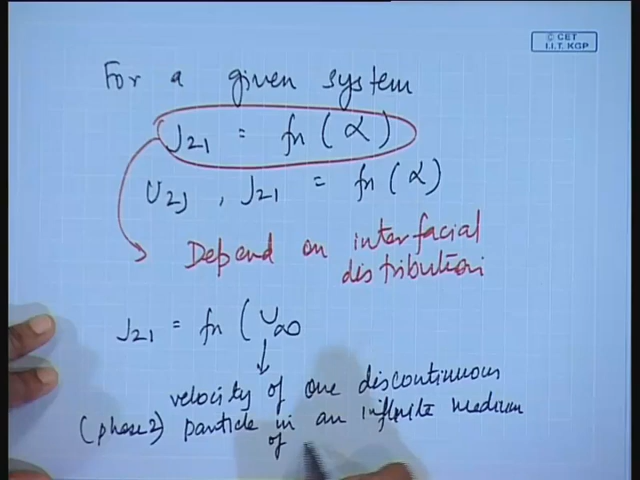 © CET
I.I.T. KGP
For a given system
J21 = fn (α)
U2J , J21 = fn (α)
Depend on interfacial
distribution
J21 = fn ( U∞
velocity of one discontinuous
(phase 2) particle in an infinite medium
of